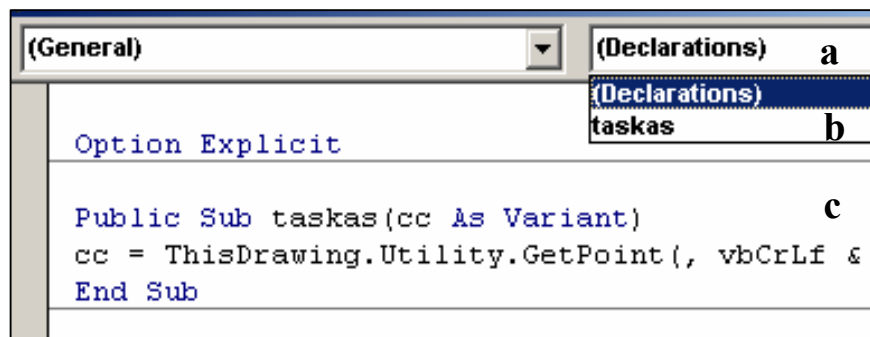 (General) (Declarations) a
(Declarations)
taskas b
Option Explicit
Public Sub taskas(cc As Variant) c
cc = ThisDrawing.Utility.GetPoint(, vbCrLf &
End Sub